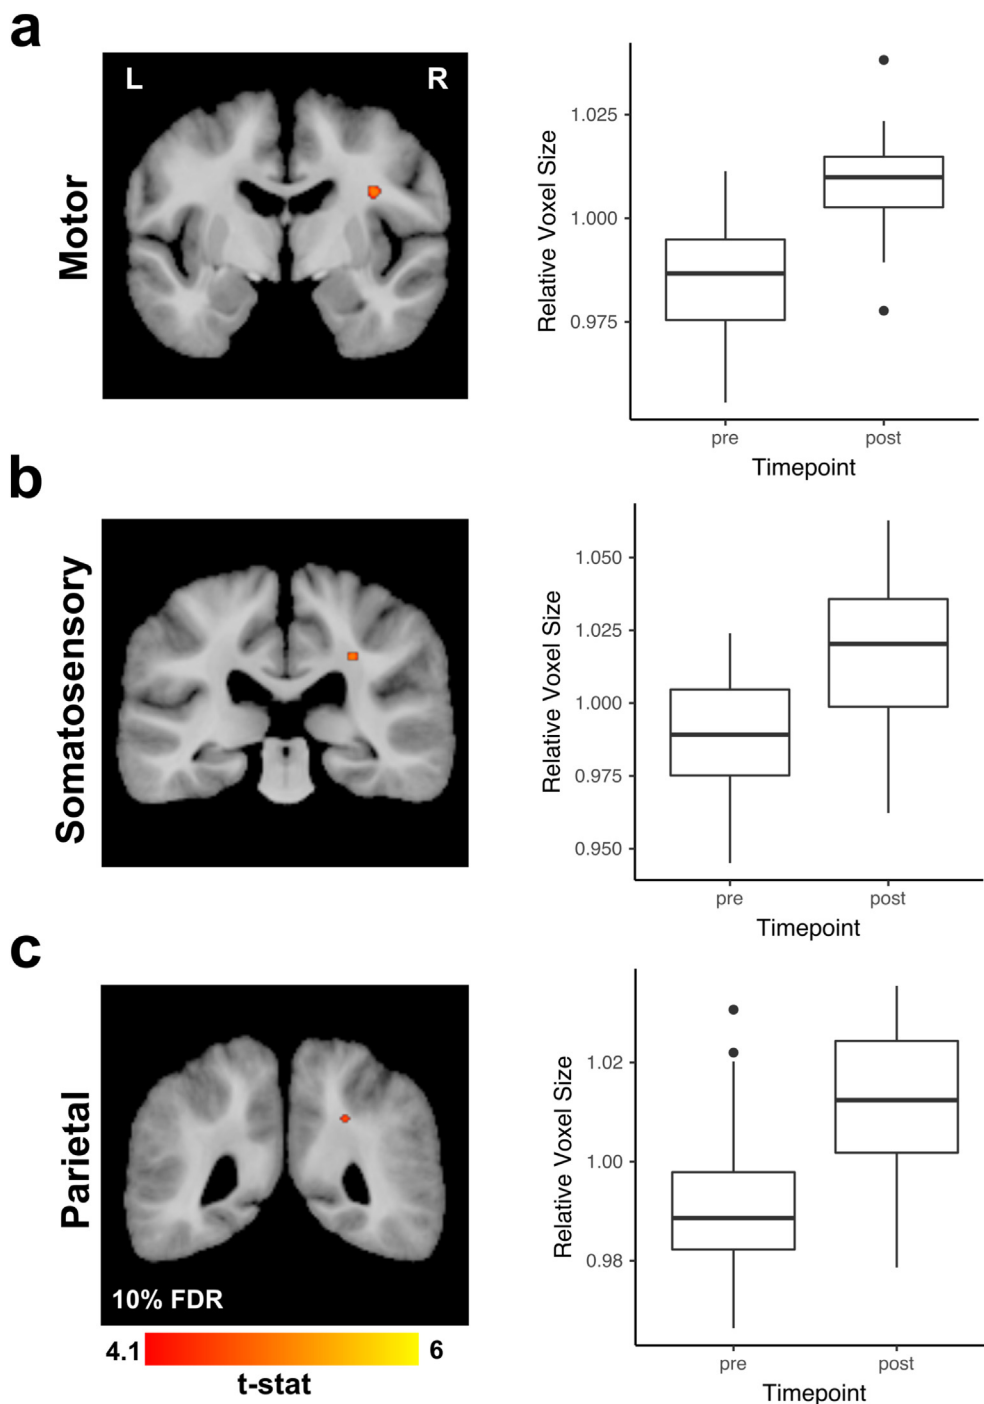 a
Motor
L R
Relative Voxel Size
1.025
1.000
0.975
pre post
Timepoint
b
Somatosensory
Relative Voxel Size
1.050
1.025
1.000
0.975
0.950
pre post
Timepoint
c
Parietal
10% FDR
4.1 6
t-stat
Relative Voxel Size
1.02
1.00
0.98
pre post
Timepoint